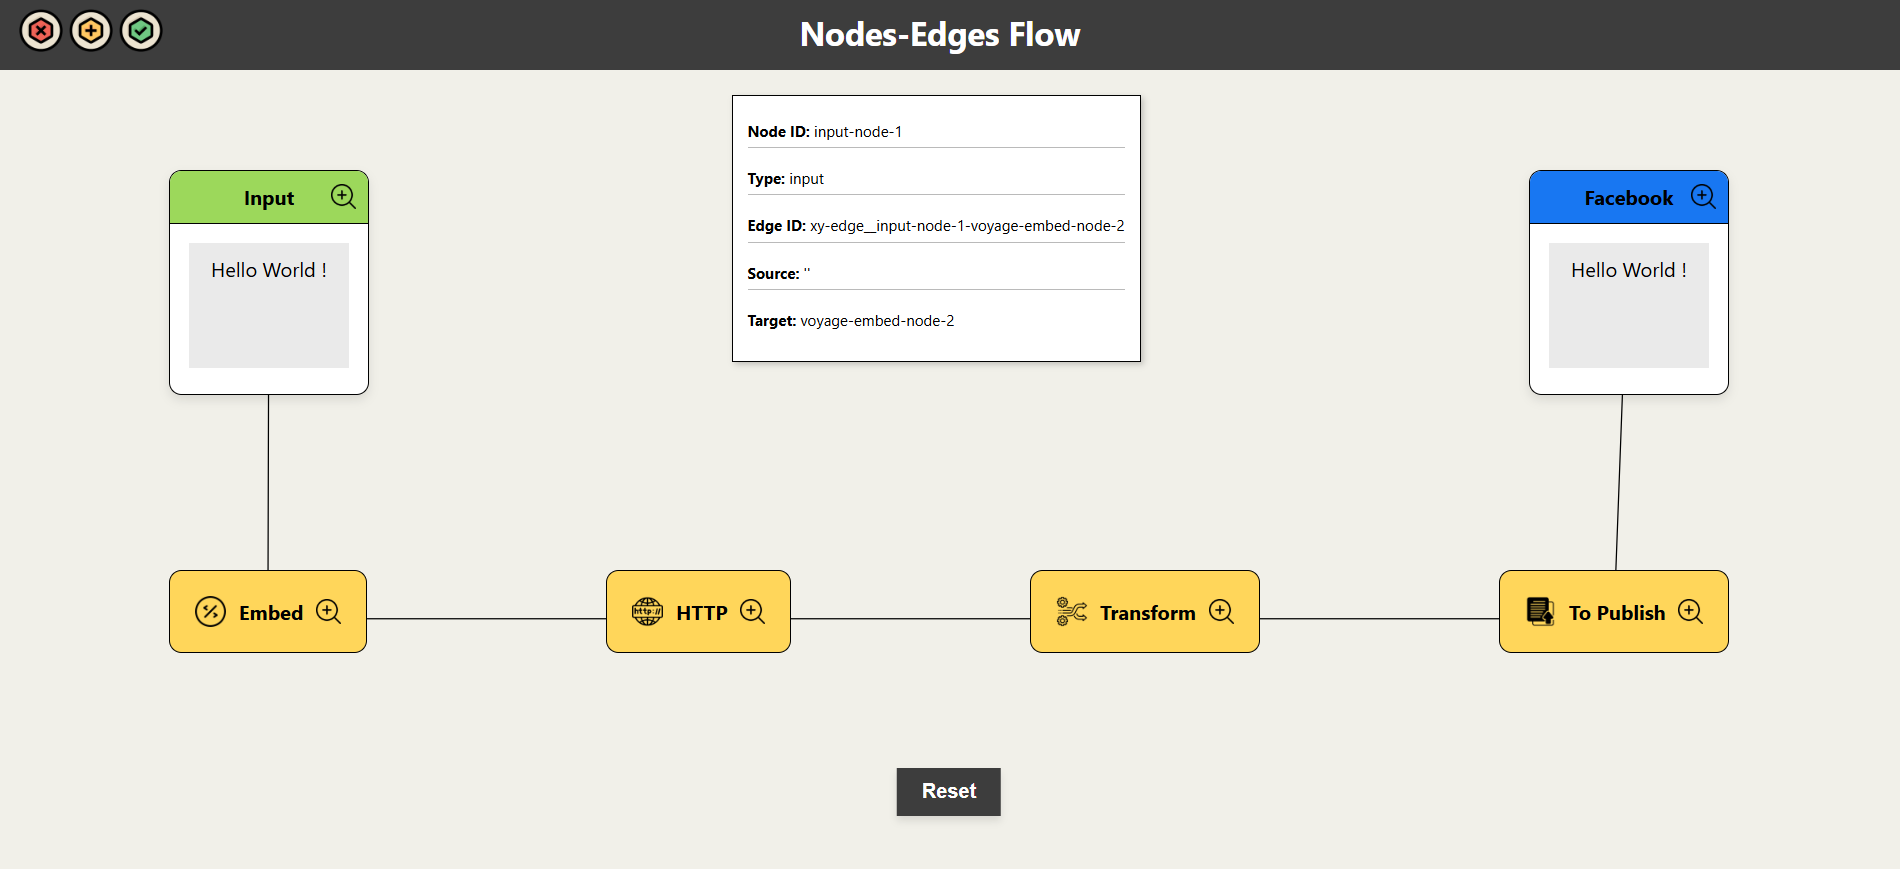 Nodes-Edges Flow
Node ID: input-node-1
Type: input
Edge ID: xy-edge__input-node-1-voyage-embed-node-2
Source: ''
Target: voyage-embed-node-2
Input
Hello World !
Facebook
Hello World !
Embed
http://
HTTP
Transform
To Publish
Reset